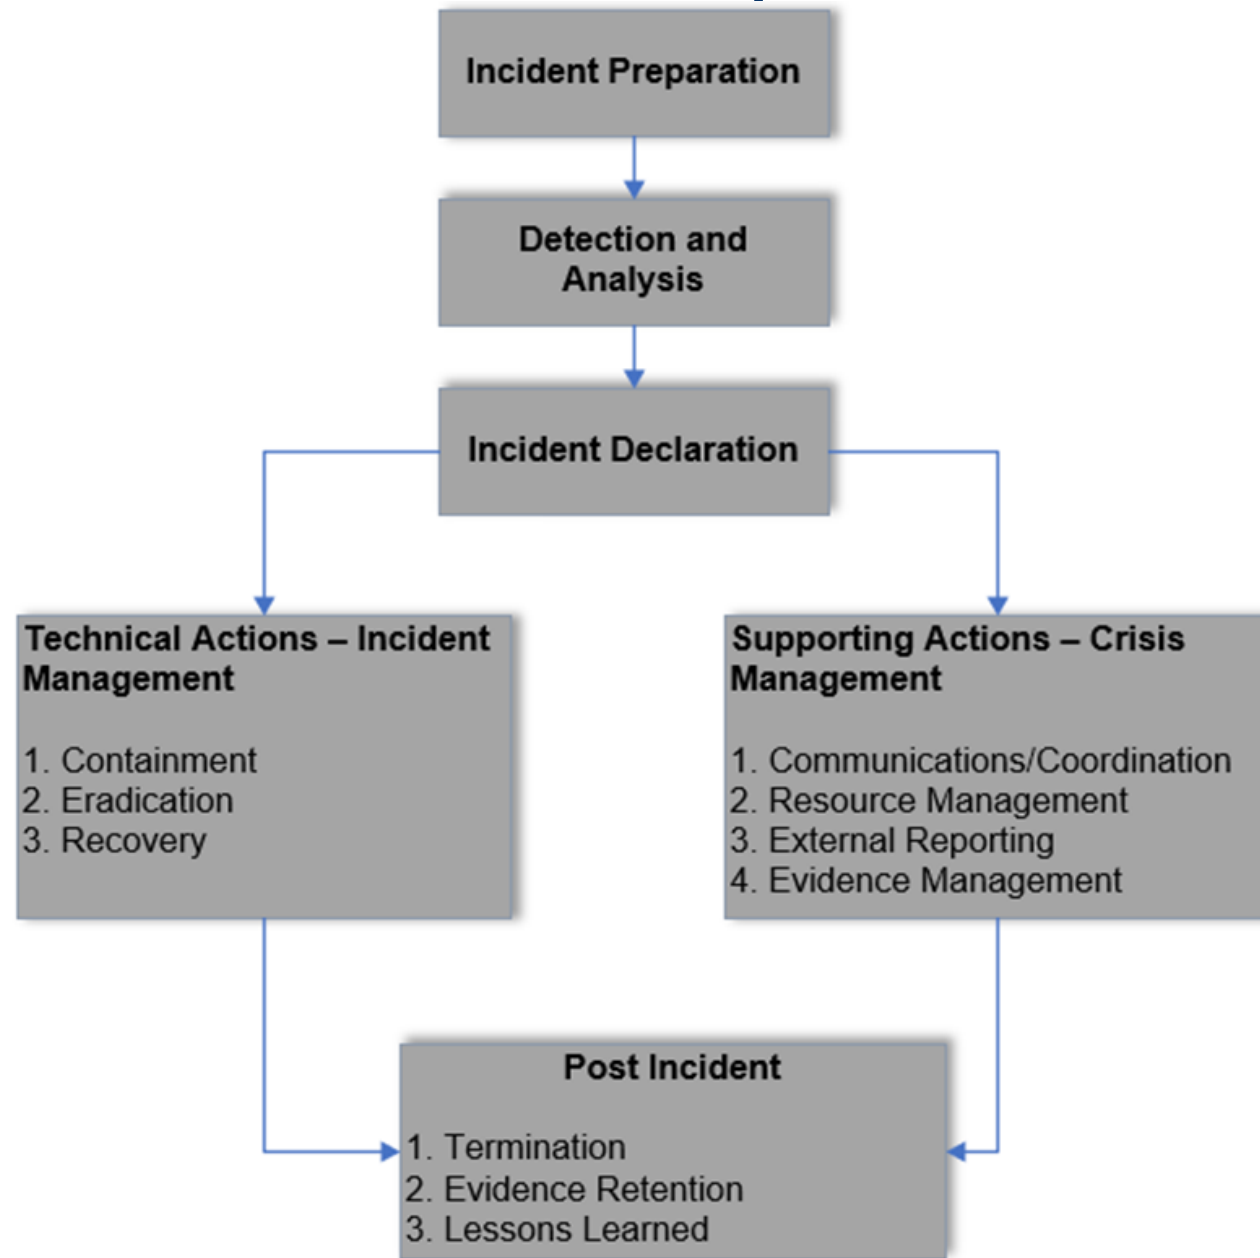 Incident Preparation
Detection and
Analysis
Incident Declaration
Technical Actions – Incident
Management
1. Containment
2. Eradication
3. Recovery
Supporting Actions – Crisis
Management
1. Communications/Coordination
2. Resource Management
3. External Reporting
4. Evidence Management
Post Incident
1. Termination
2. Evidence Retention
3. Lessons Learned